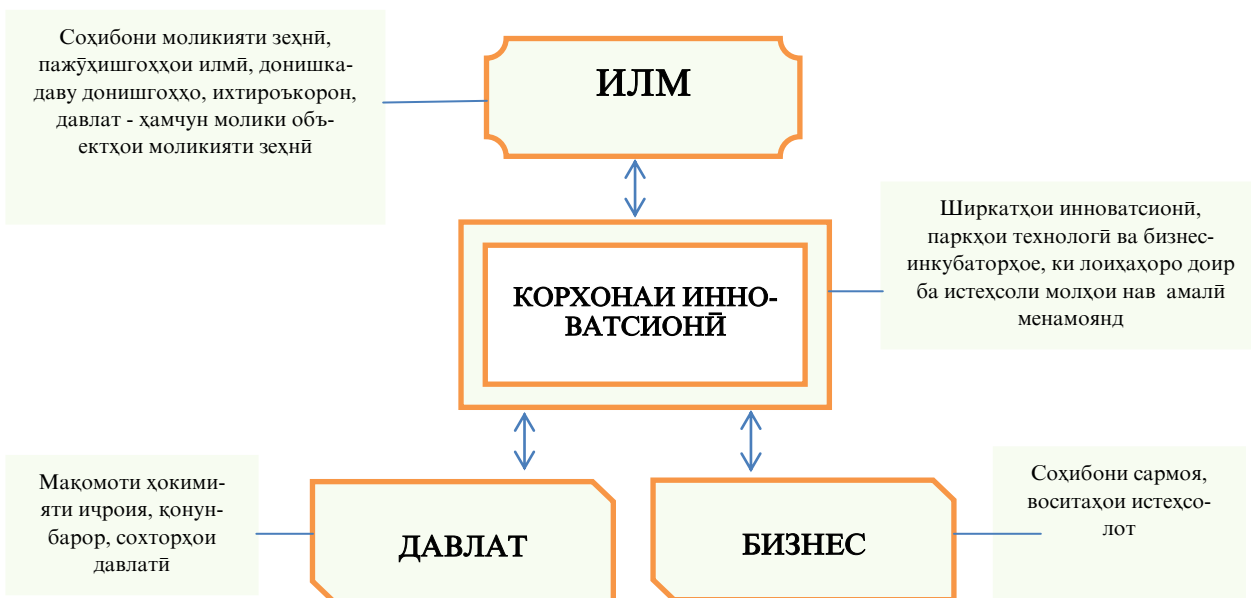 Соҳибони моликияти зеҳнӣ,
пажӯҳишгоҳҳои илмӣ, донишка-
даву донишгоҳҳо, ихтироъкорон,
давлат - ҳамчун молики объ-
ектҳои моликияти зеҳнӣ
ИЛМ
Ширкатҳои инноватсионӣ,
паркҳои технологӣ ва бизнес-
инкубаторҳое, ки лоиҳаҳоро доир
ба истеҳсоли молҳои нав амалӣ
менамоянд
КОРХОНАИ ИННО-
ВАТСИОНӢ
Мақомоти ҳокими-
яти иҷроия, қонун-
барор, сохторҳои
давлатӣ
ДАВЛАТ
БИЗНЕС
Соҳибони сармоя,
воситаҳои истеҳсо-
лот